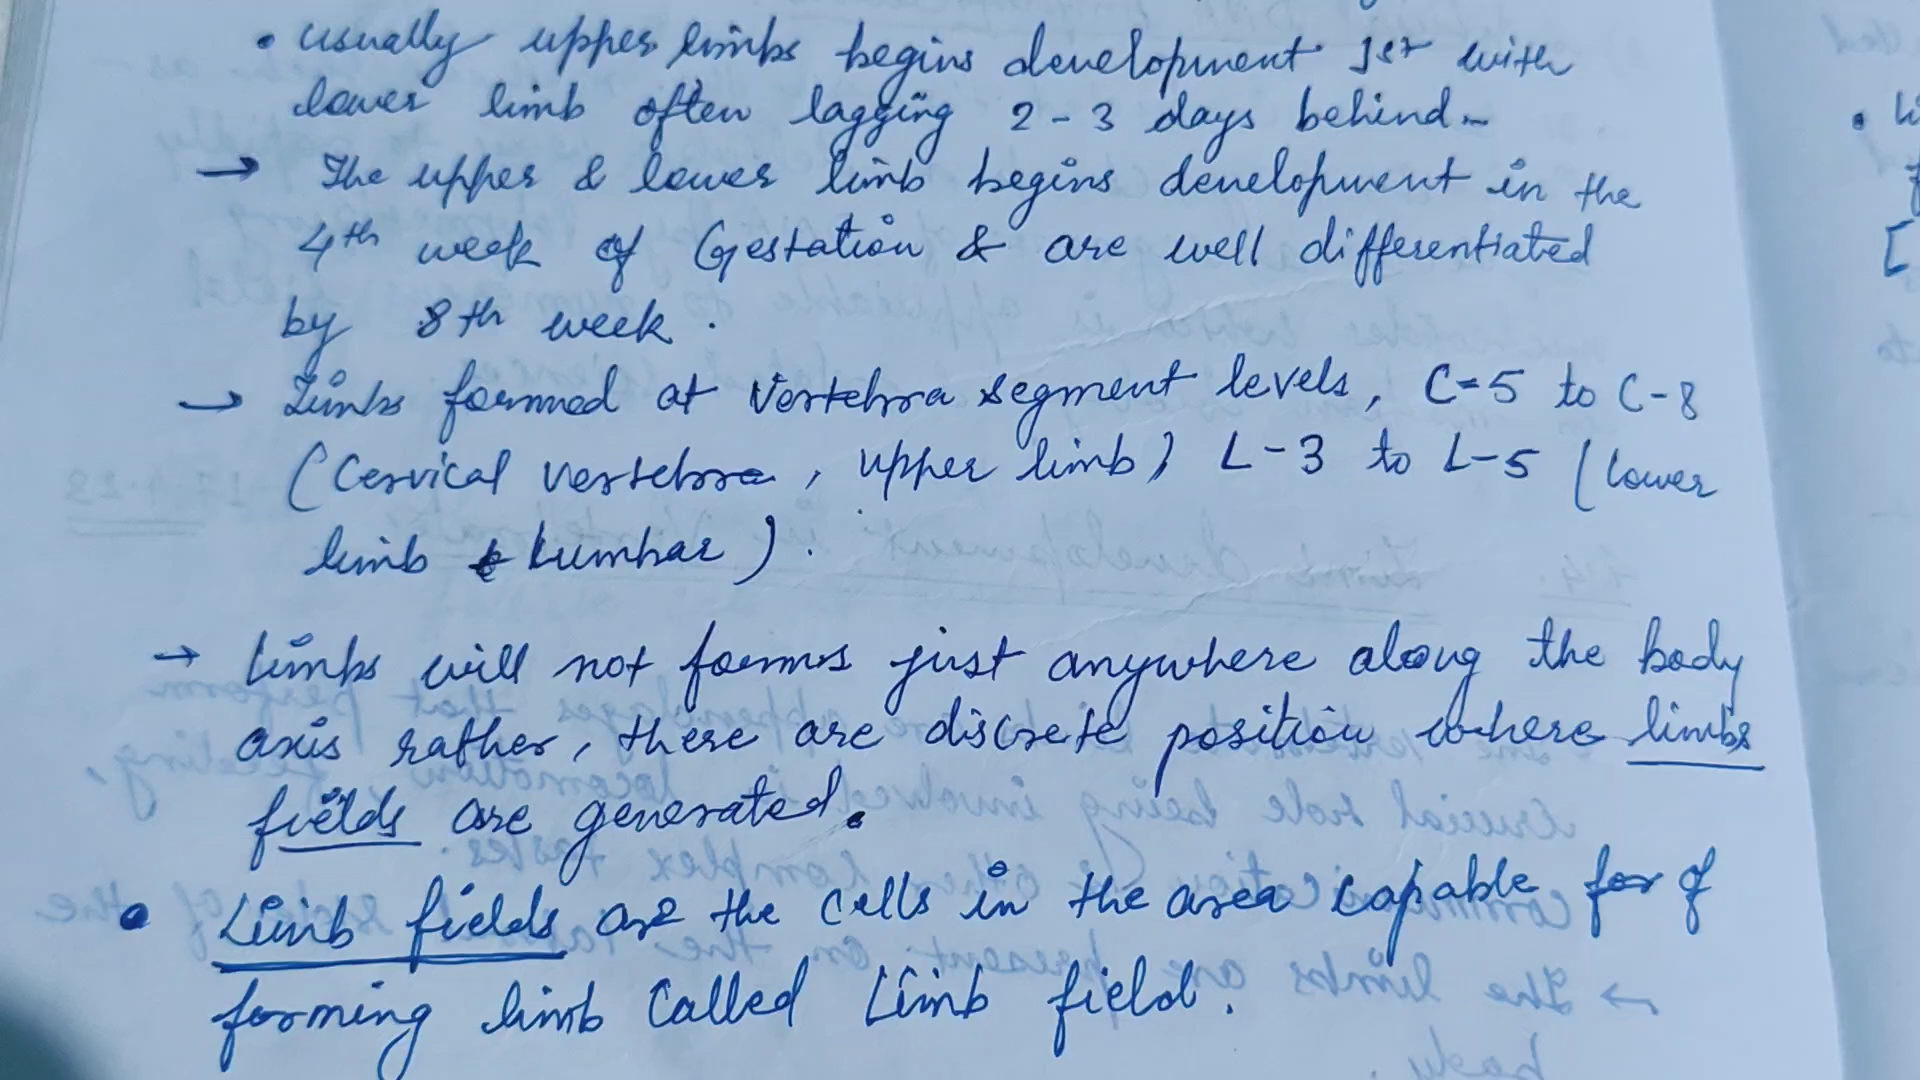 • usually upper limbs begins development 1st with
lower limb often lagging 2-3 days behind.
→ The upper & lower limb begins development in the
4th week of Gestation & are well differentiated
by 8th week.
→ Limbs formed at Vertebra segment levels, C-5 to C-8
(Cervical vertebra, upper limb) L-3 to L-5 (lower
limb Lumbar).
→ Limbs will not forms just anywhere along the body
axis rather, there are discrete position where limbs
fields are generated.
• Limb fields are the cells in the area capable for of
forming limb called Limb field.